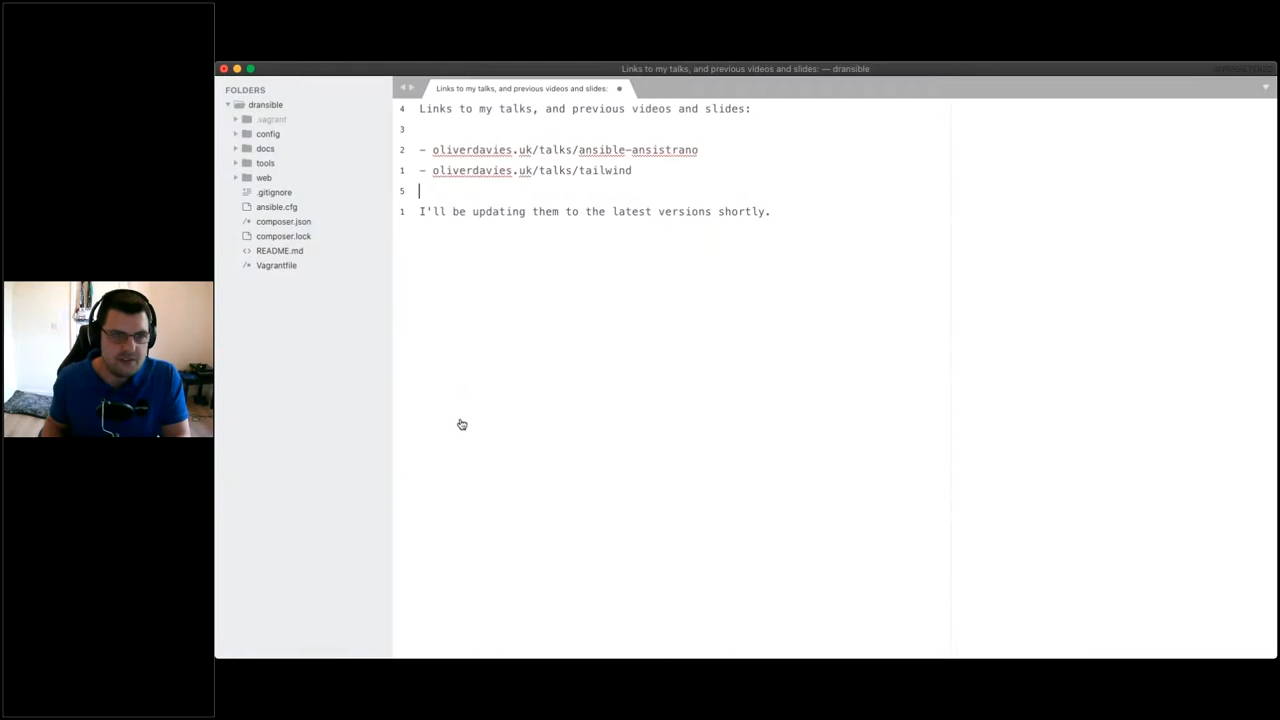 Links to my talks, and previous videos and slides: — dransible
UNREGISTERED
FOLDERS
dransible
.vagrant
config
docs
tools
web
.gitignore
ansible.cfg
/* composer.json
composer.lock
<> README.md
/* Vagrantfile
Links to my talks, and previous videos and slides:
4 Links to my talks, and previous videos and slides:
3
2 - oliverdavies.uk/talks/ansible-ansistrano
1 - oliverdavies.uk/talks/tailwind
5
1 I'll be updating them to the latest versions shortly.